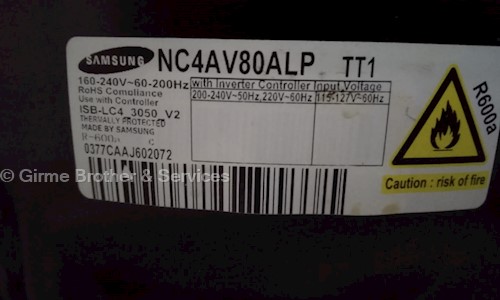 SAMSUNG NC4AV80ALP TT1
160-240V~60-200Hz with Inverter Controller Input Voltage
RoHS Compliance 200-240V~50Hz,220V~60Hz 115-127V~60Hz
Use with Controller
ISB-LC4_3050_V2
THERMALLY PROTECTED
MADE BY SAMSUNG
R-600a C
0377CAAJ602072
R600a
Caution : risk of fire
© Girme Brother & Services